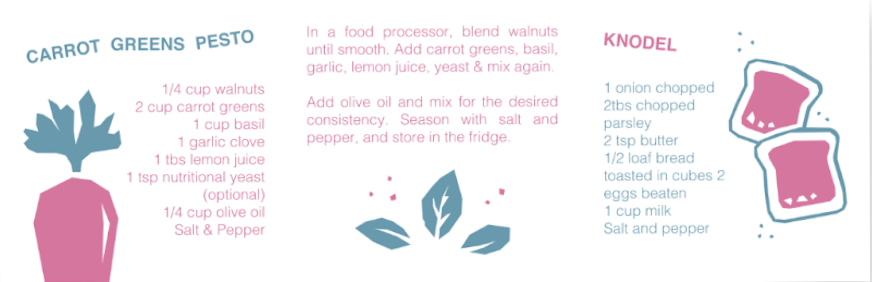 CARROT GREENS PESTO
1/4 cup walnuts
2 cup carrot greens
1 cup basil
1 garlic clove
1 tbs lemon juice
1 tsp nutritional yeast
(optional)
1/4 cup olive oil
Salt & Pepper
In a food processor, blend walnuts
until smooth. Add carrot greens, basil,
garlic, lemon juice, yeast & mix again.
Add olive oil and mix for the desired
consistency. Season with salt and
pepper, and store in the fridge.
KNODEL
1 onion chopped
2tbs chopped
parsley
2 tsp butter
1/2 loaf bread
toasted in cubes 2
eggs beaten
1 cup milk
Salt and pepper